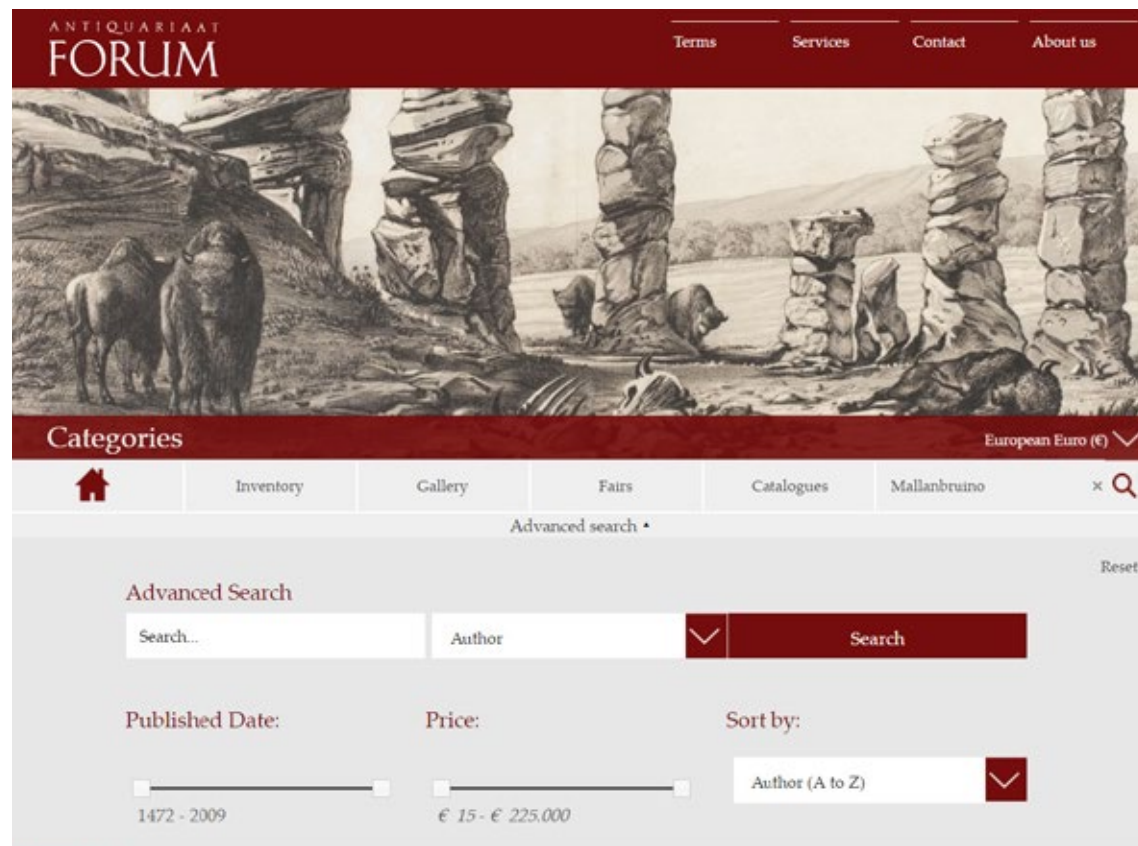 ANTIQUARIAAT
FORUM
Terms Services Contact About us
Categories
European Euro (€)
Inventory Gallery Fairs Catalogues Mallanbruino ×
Advanced search
Reset
Advanced Search
Search... Author Search
Published Date: Price: Sort by:
Author (A to Z)
1472 - 2009 € 15 - € 225.000